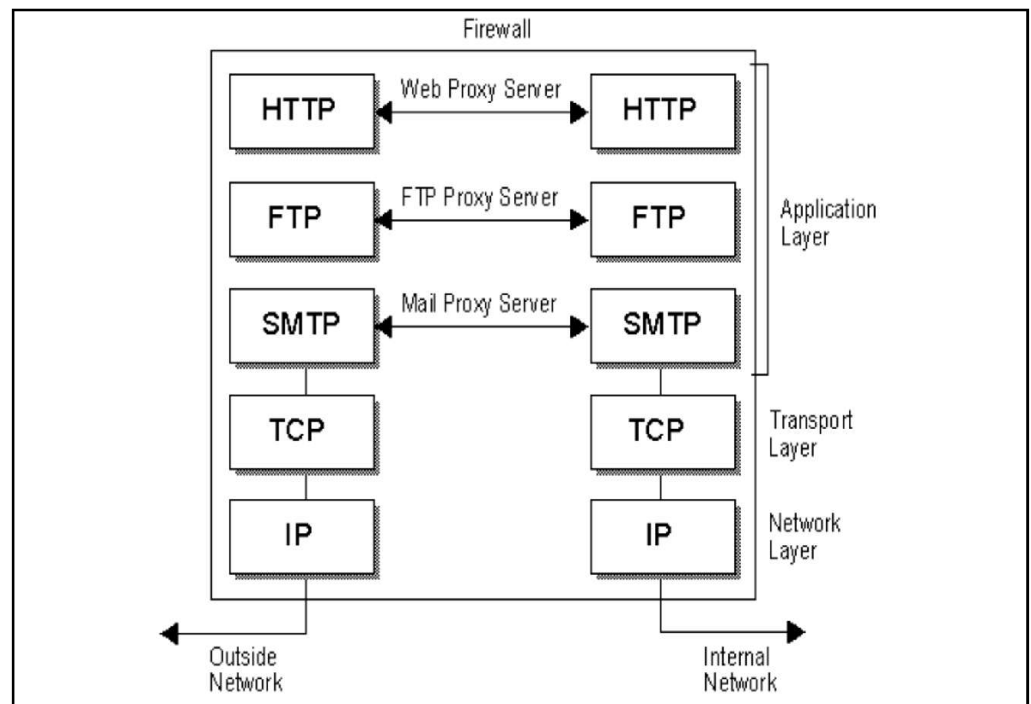 Firewall
HTTP
Web Proxy Server
HTTP
FTP
FTP Proxy Server
FTP
Application
Layer
SMTP
Mail Proxy Server
SMTP
TCP
TCP
Transport
Layer
IP
IP
Network
Layer
Outside
Network
Internal
Network